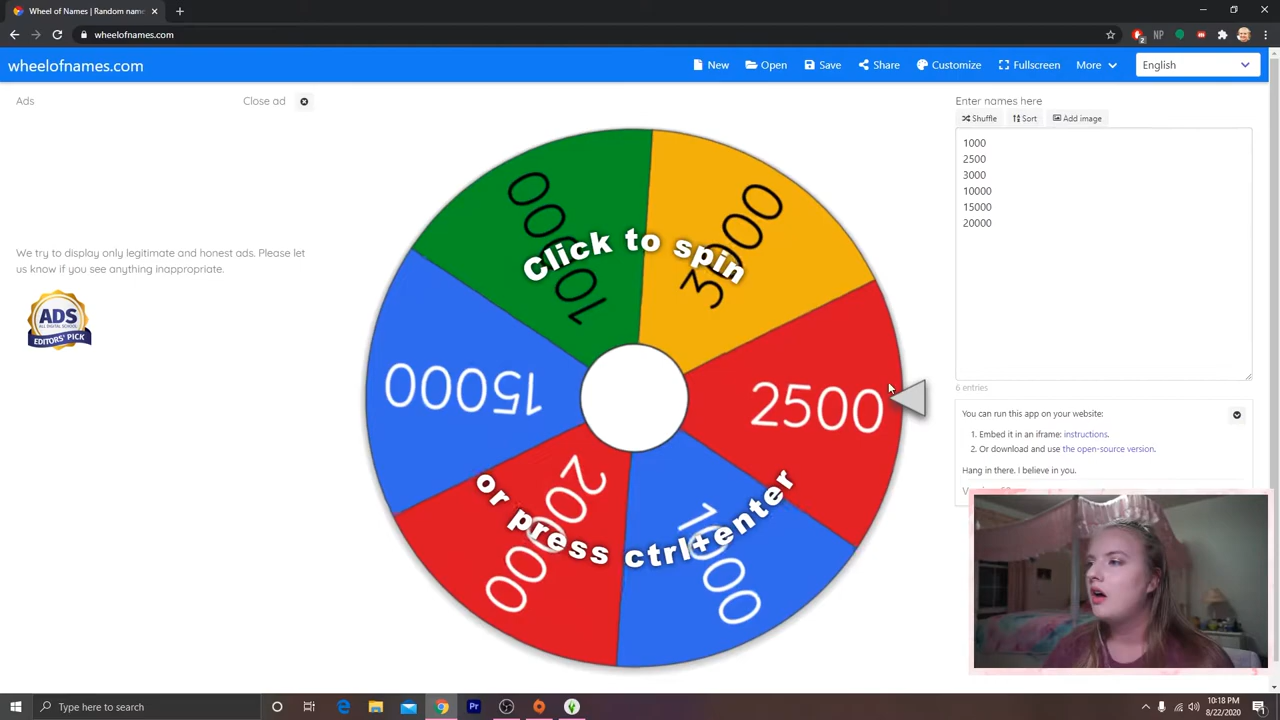 Wheel of Names | Random name
wheelofnames.com
NP
2
wheelofnames.com
New
Open
Save
Share
Customize
Fullscreen
More
English
Ads
Close ad
We try to display only legitimate and honest ads. Please let
us know if you see anything inappropriate.
ADS
EDITORS' PICK
10000
3000
2500
1000
20000
15000
Click to spin
or press ctrl+enter
Enter names here
Shuffle
Sort
Add image
1000
2500
3000
10000
15000
20000
6 entries
You can run this app on your website:
1. Embed it in an iframe: instructions.
2. Or download and use the open-source version.
Hang in there. I believe in you.
Type here to search
Pr
10:18 PM
8/22/2020
1